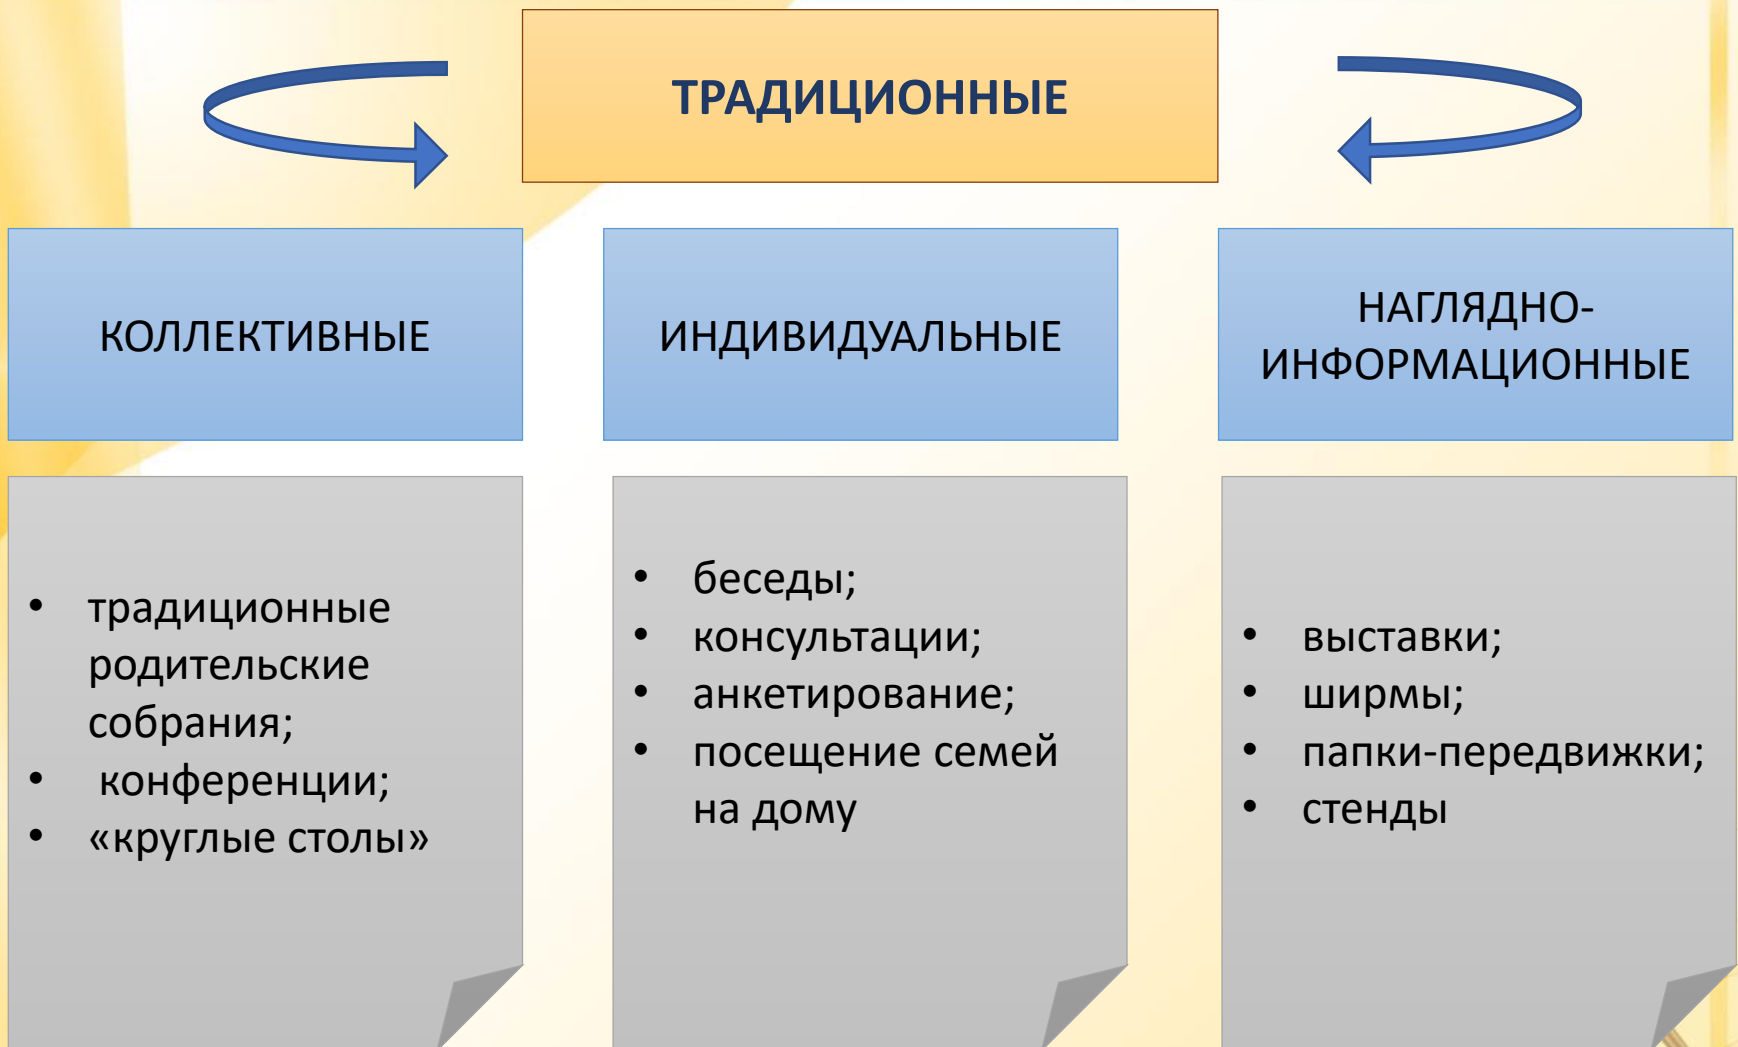 ТРАДИЦИОННЫЕ
КОЛЛЕКТИВНЫЕ
ИНДИВИДУАЛЬНЫЕ
НАГЛЯДНО-
ИНФОРМАЦИОННЫЕ
• традиционные
родительские
собрания;
• конференции;
• «круглые столы»
• беседы;
• консультации;
• анкетирование;
• посещение семей
на дому
• выставки;
• ширмы;
• папки-передвижки;
• стенды